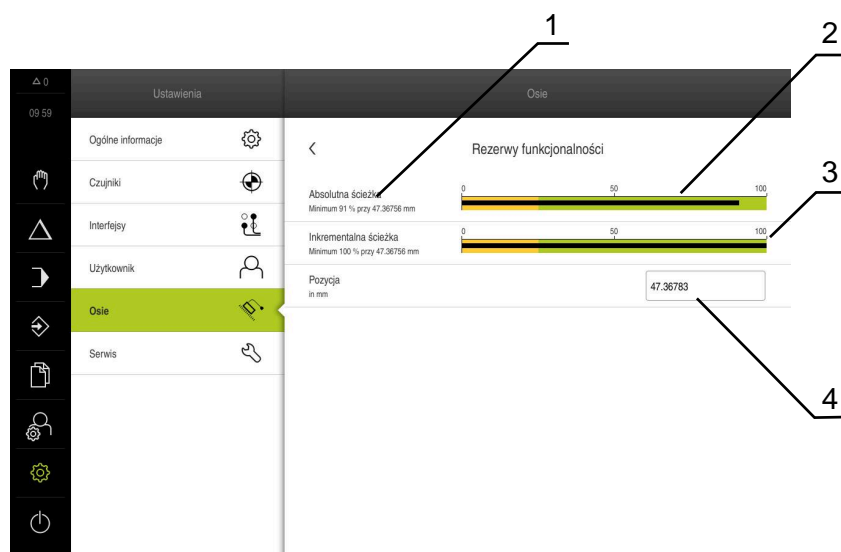 1
2
△ 0
Ustawienia
Osie
09 59
Ogólne informacje
Rezerwy funkcjonalności
Czujniki
Absolutna ścieżka
0 50 100
3
Minimum 91 % przy 47.36756 mm
Interfejsy
Inkrementalna ścieżka
0 50 100
Minimum 100 % przy 47.36756 mm
Użytkownik
Pozycja
47.36783
in mm
Osie
Serwis
4